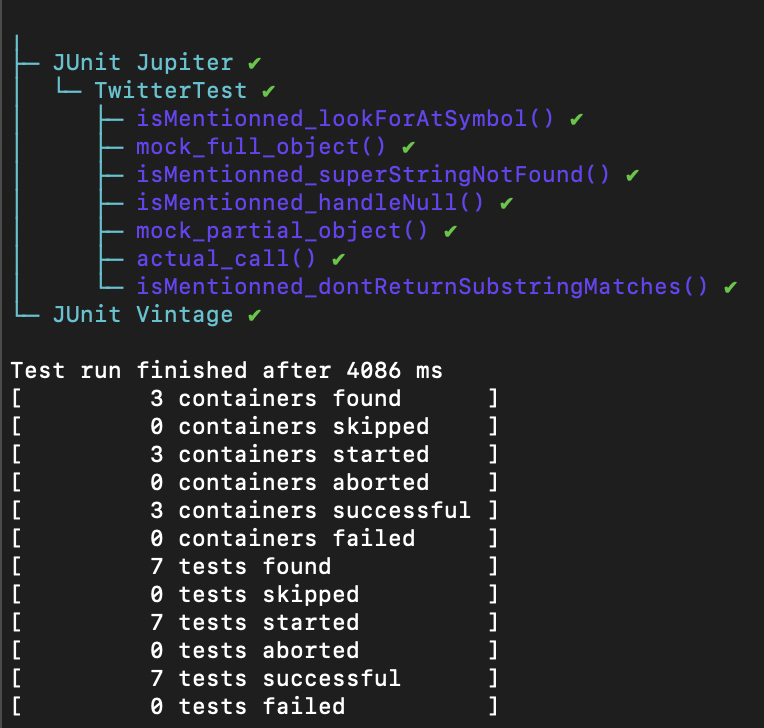 JUnit Jupiter ✔
TwitterTest ✔
isMentionned_lookForAtSymbol() ✔
mock_full_object() ✔
isMentionned_superStringNotFound() ✔
isMentionned_handleNull() ✔
mock_partial_object() ✔
actual_call() ✔
isMentionned_dontReturnSubstringMatches() ✔
JUnit Vintage ✔
Test run finished after 4086 ms
[         3 containers found      ]
[         0 containers skipped    ]
[         3 containers started    ]
[         0 containers aborted    ]
[         3 containers successful ]
[         0 containers failed     ]
[         7 tests found           ]
[         0 tests skipped         ]
[         7 tests started         ]
[         0 tests aborted         ]
[         7 tests successful      ]
[         0 tests failed          ]